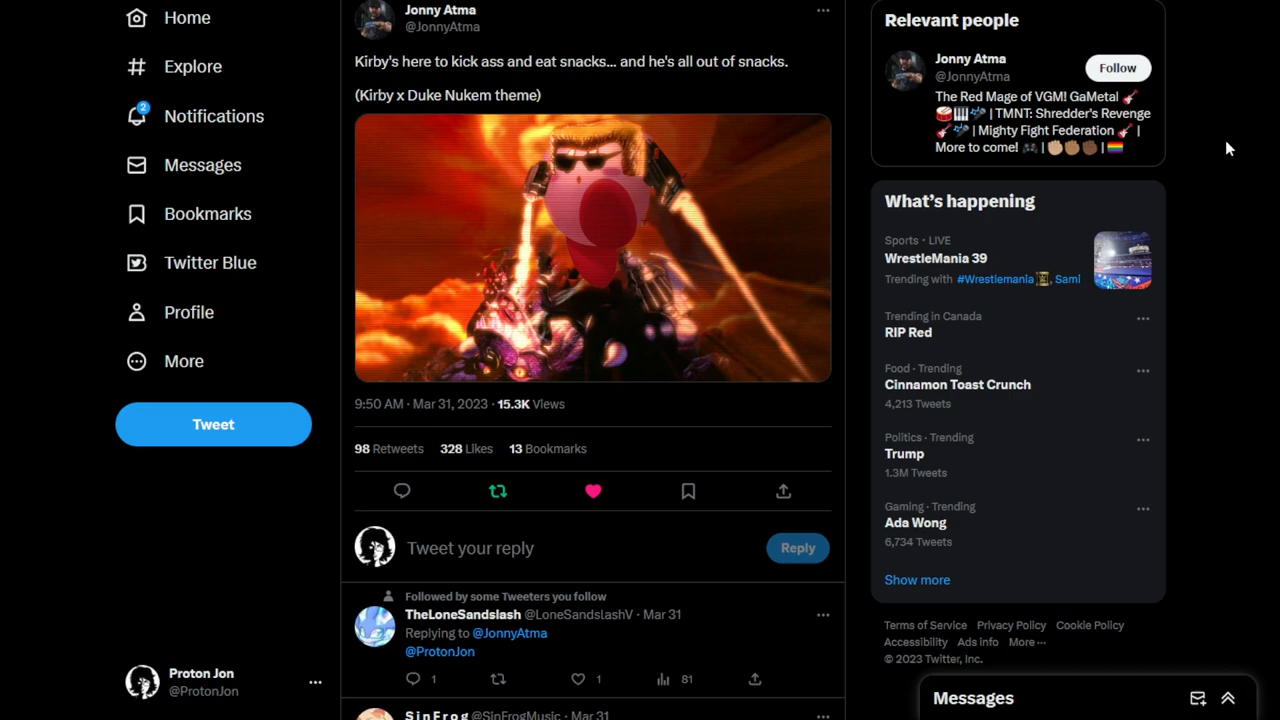 Home
Explore
2
Notifications
Messages
Bookmarks
Twitter Blue
Profile
More
Tweet
Proton Jon
@ProtonJon
Jonny Atma
@JonnyAtma
Kirby's here to kick ass and eat snacks... and he's all out of snacks.
(Kirby x Duke Nukem theme)
9:50 AM · Mar 31, 2023 · 15.3K Views
98 Retweets 328 Likes 13 Bookmarks
Tweet your reply
Reply
Followed by some Tweeters you follow
TheLoneSandslash @LoneSandslashV · Mar 31
Replying to @JonnyAtma
@ProtonJon
1 1 81
SinFrog @SinFrogMusic · Mar 31
Relevant people
Jonny Atma
@JonnyAtma
Follow
The Red Mage of VGM! GaMetal 🎸
🥁🎹🎺 | TMNT: Shredder's Revenge
🎸🎺 | Mighty Fight Federation 🎸 |
More to come! 🎮 | ✊🏼✊🏽✊🏾 | 🏳️‍🌈
What's happening
Sports · LIVE
WrestleMania 39
Trending with #Wrestlemania, Sami
Trending in Canada
RIP Red
Food · Trending
Cinnamon Toast Crunch
4,213 Tweets
Politics · Trending
Trump
1.3M Tweets
Gaming · Trending
Ada Wong
6,734 Tweets
Show more
Terms of Service Privacy Policy Cookie Policy
Accessibility Ads info More ···
© 2023 Twitter, Inc.
Messages